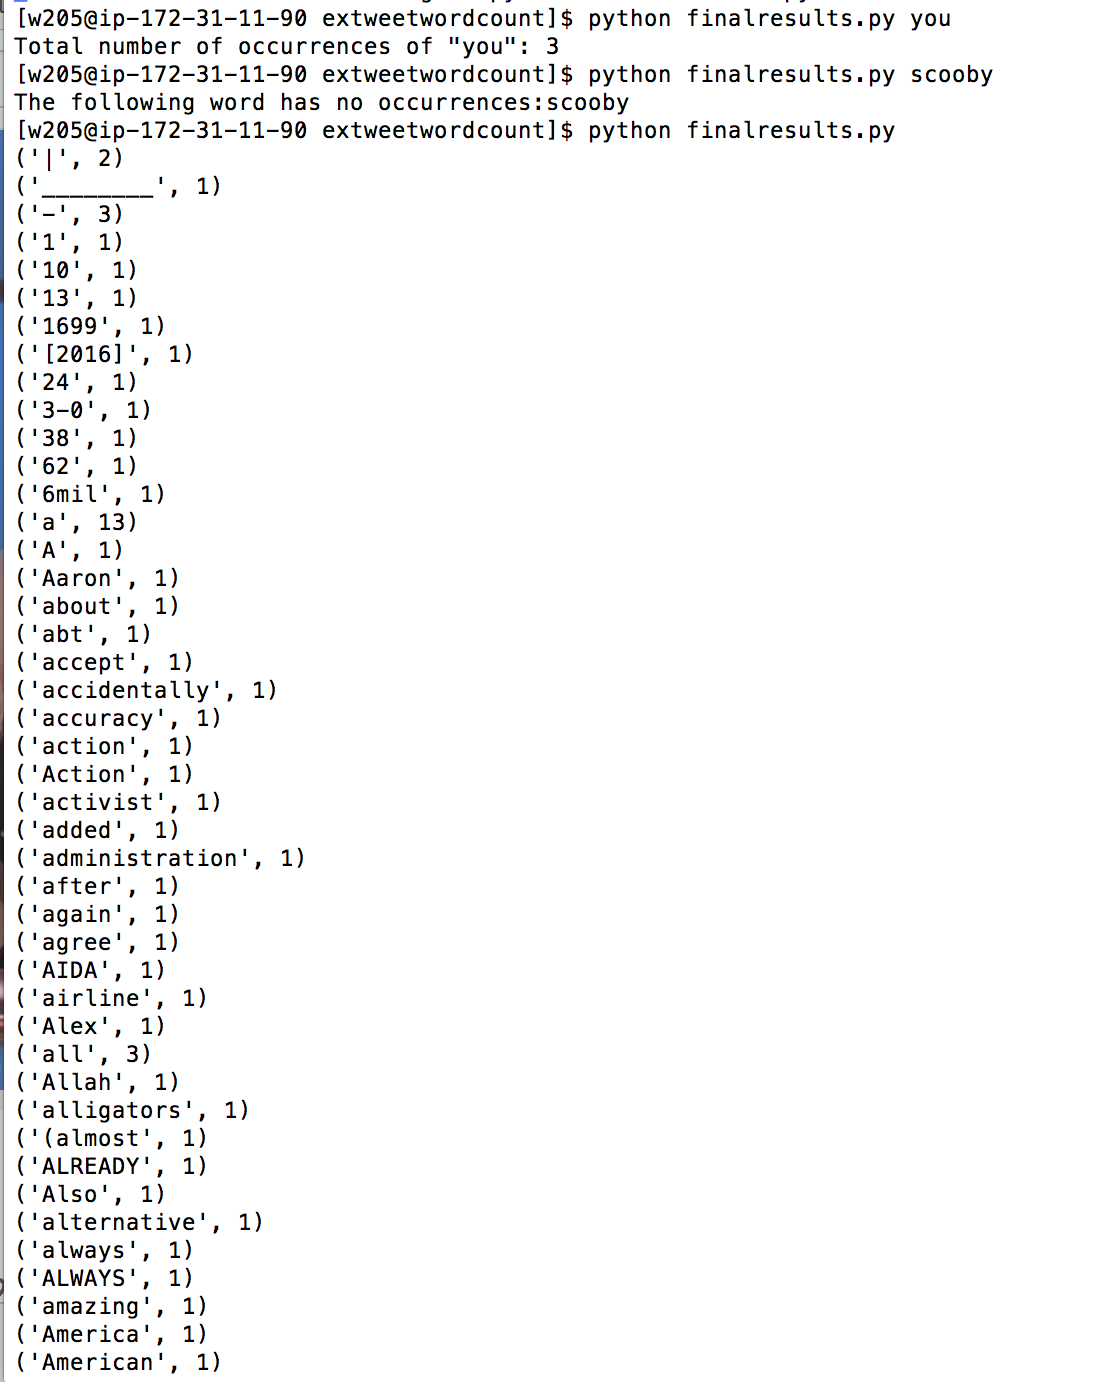 [w205@ip-172-31-11-90 extweetwordcount]$ python finalresults.py you
Total number of occurrences of "you": 3
[w205@ip-172-31-11-90 extweetwordcount]$ python finalresults.py scooby
The following word has no occurrences:scooby
[w205@ip-172-31-11-90 extweetwordcount]$ python finalresults.py
('|', 2)
('________', 1)
('-', 3)
('1', 1)
('10', 1)
('13', 1)
('1699', 1)
('[2016]', 1)
('24', 1)
('3-0', 1)
('38', 1)
('62', 1)
('6mil', 1)
('a', 13)
('A', 1)
('Aaron', 1)
('about', 1)
('abt', 1)
('accept', 1)
('accidentally', 1)
('accuracy', 1)
('action', 1)
('Action', 1)
('activist', 1)
('added', 1)
('administration', 1)
('after', 1)
('again', 1)
('agree', 1)
('AIDA', 1)
('airline', 1)
('Alex', 1)
('all', 3)
('Allah', 1)
('alligators', 1)
('(almost', 1)
('ALREADY', 1)
('Also', 1)
('alternative', 1)
('always', 1)
('ALWAYS', 1)
('amazing', 1)
('America', 1)
('American', 1)